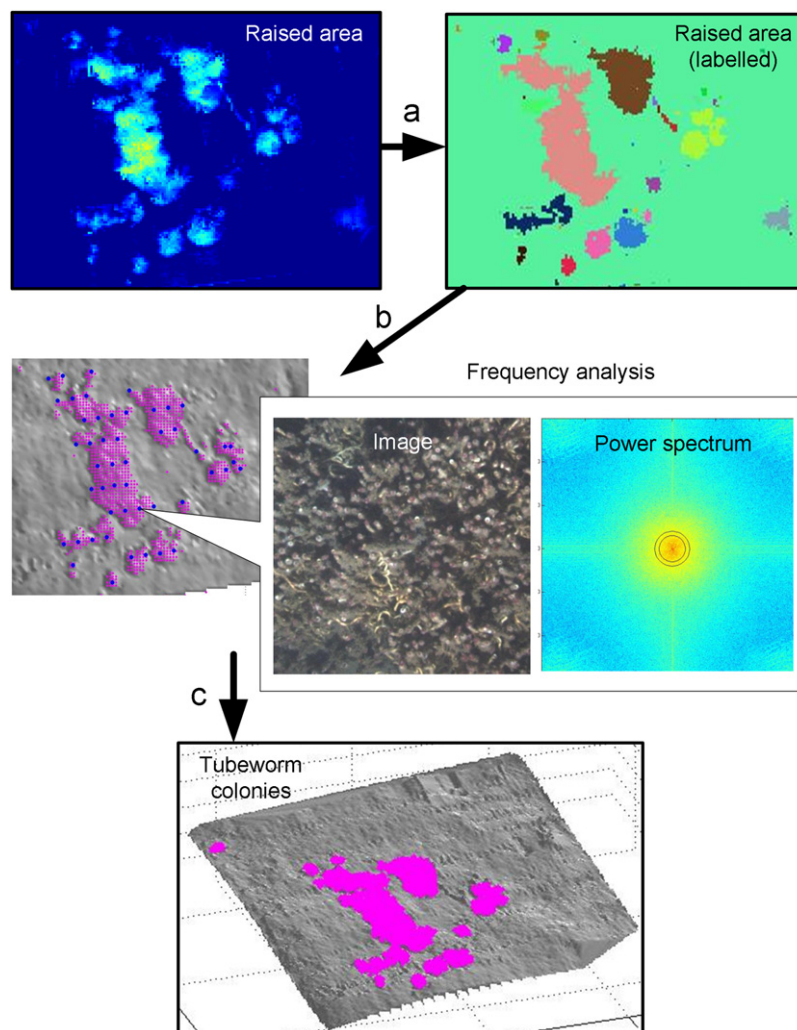 Raised area
Raised area
(labelled)
a
b
Frequency analysis
Image
Power spectrum
c
Tubeworm
colonies